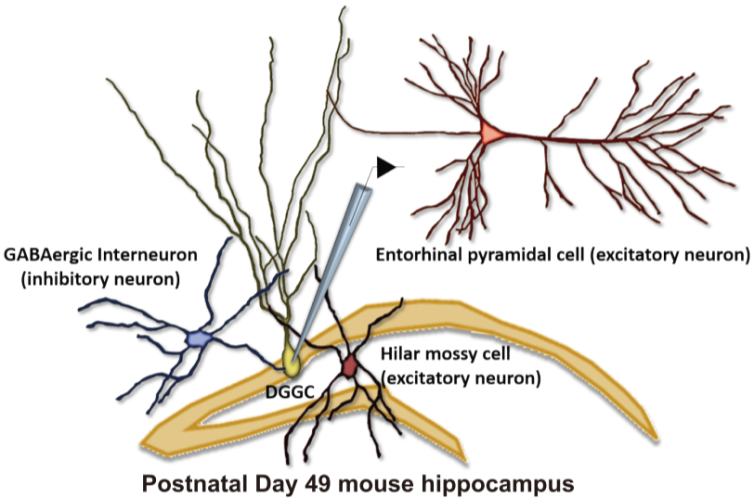 GABAergic Interneuron
(inhibitory neuron)
Entorhinal pyramidal cell (excitatory neuron)
Hilar mossy cell
(excitatory neuron)
DGGC
Postnatal Day 49 mouse hippocampus